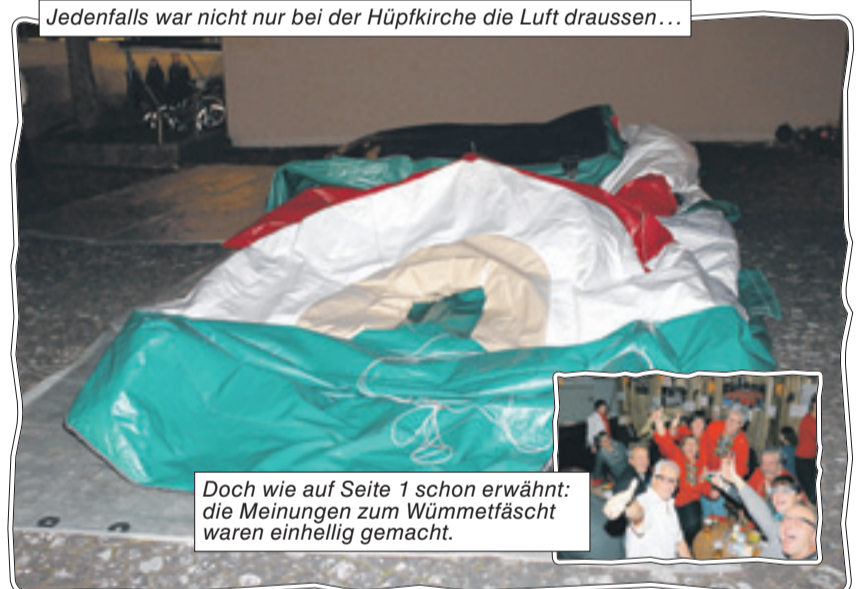 Jedenfalls war nicht nur bei der Hüpfkirche die Luft draussen...
Doch wie auf Seite 1 schon erwähnt:
die Meinungen zum Wümmetfäscht
waren einhellig gemacht.